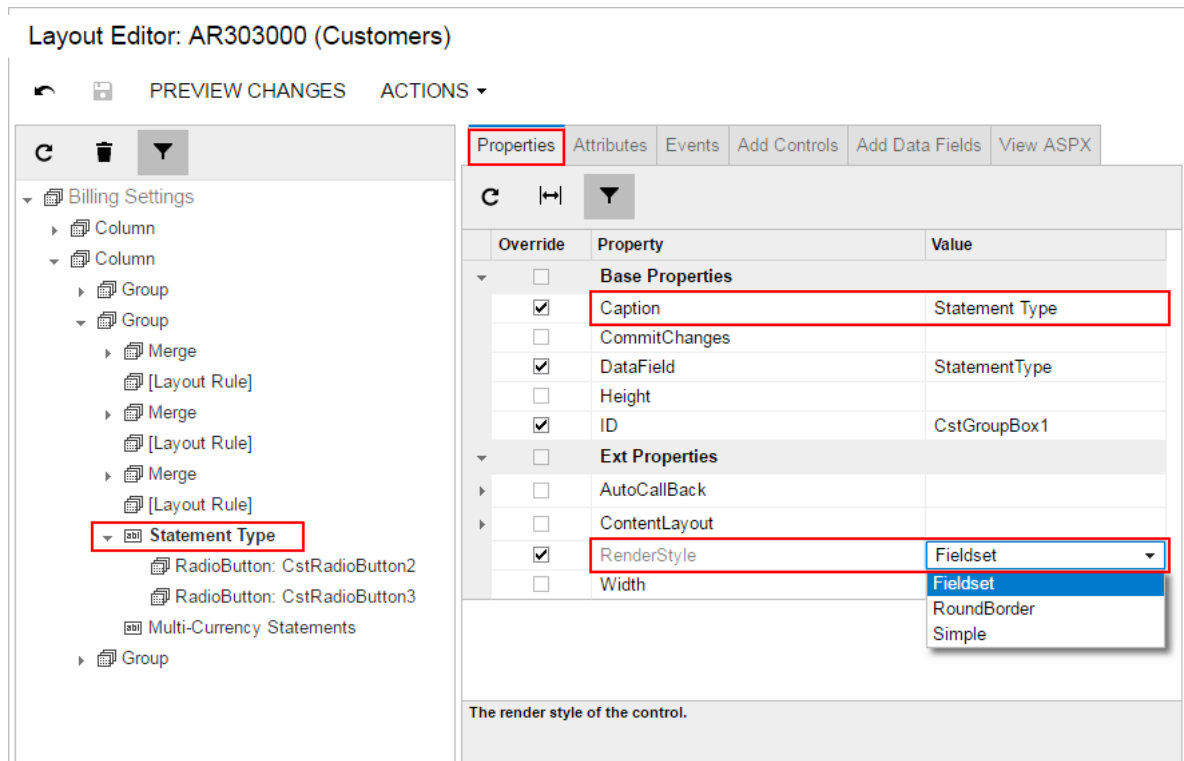 Layout Editor: AR303000 (Customers)
PREVIEW CHANGES ACTIONS
Billing Settings
Column
Column
Group
Group
Merge
[Layout Rule]
Merge
[Layout Rule]
Merge
[Layout Rule]
Statement Type
RadioButton: CstRadioButton2
RadioButton: CstRadioButton3
Multi-Currency Statements
Group
Properties Attributes Events Add Controls Add Data Fields View ASPX
Override Property Value
Base Properties
Caption Statement Type
CommitChanges
DataField StatementType
Height
ID CstGroupBox1
Ext Properties
AutoCallBack
ContentLayout
RenderStyle Fieldset
Width
Fieldset
RoundBorder
Simple
The render style of the control.